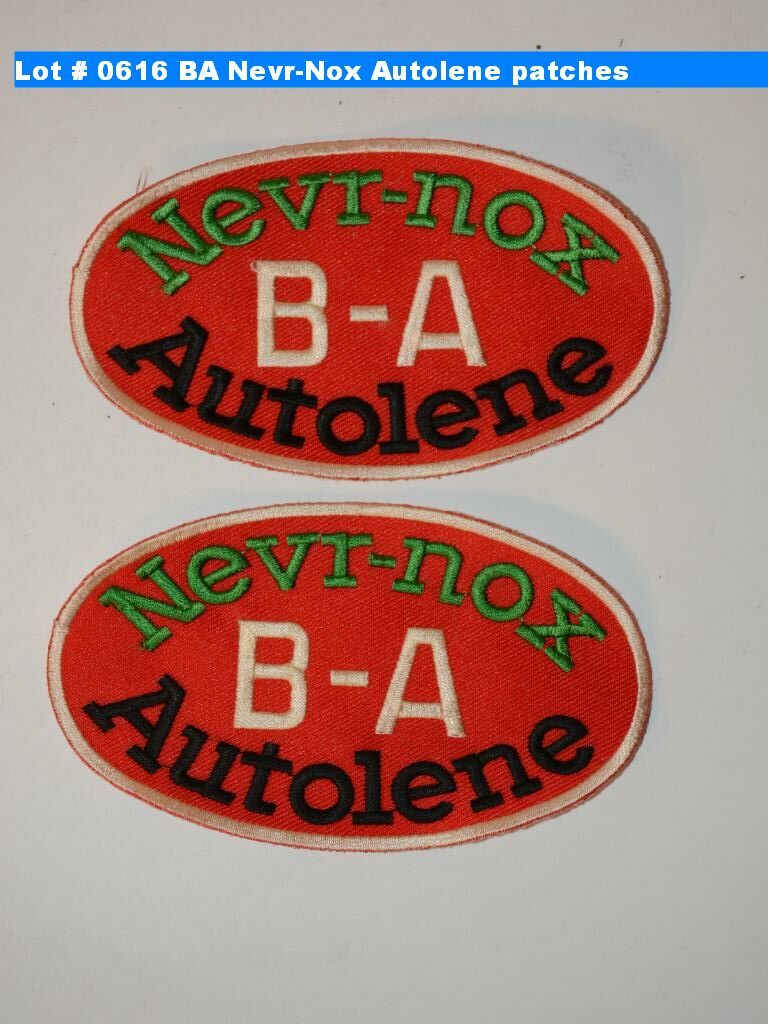 Lot # 0616 BA Nevr-Nox Autolene patches
Nevr-nox
B-A
Autolene
Nevr-nox
B-A
Autolene